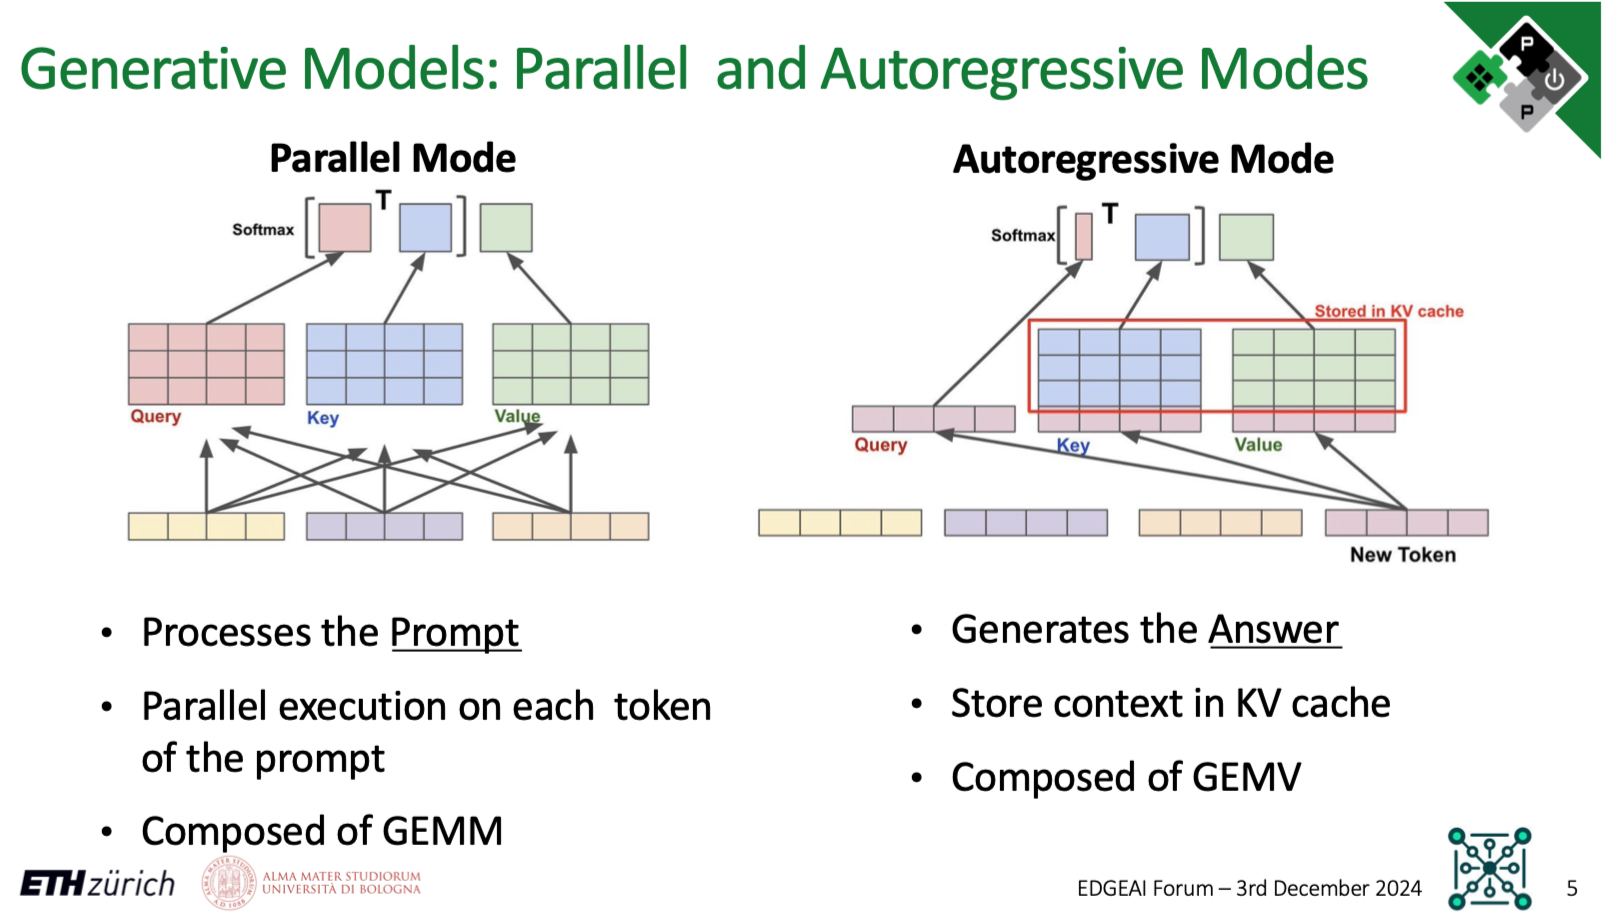 Generative Models: Parallel and Autoregressive Modes
P
P
Parallel Mode
Softmax [ T ]
Query
Key
Value
• Processes the Prompt
• Parallel execution on each token
of the prompt
• Composed of GEMM
Autoregressive Mode
Softmax [ T ]
Stored in KV cache
Query
Key
Value
New Token
• Generates the Answer
• Store context in KV cache
• Composed of GEMV
ETH zürich
ALMA MATER STUDIORUM
UNIVERSITÀ DI BOLOGNA
EDGEAI Forum – 3rd December 2024
5